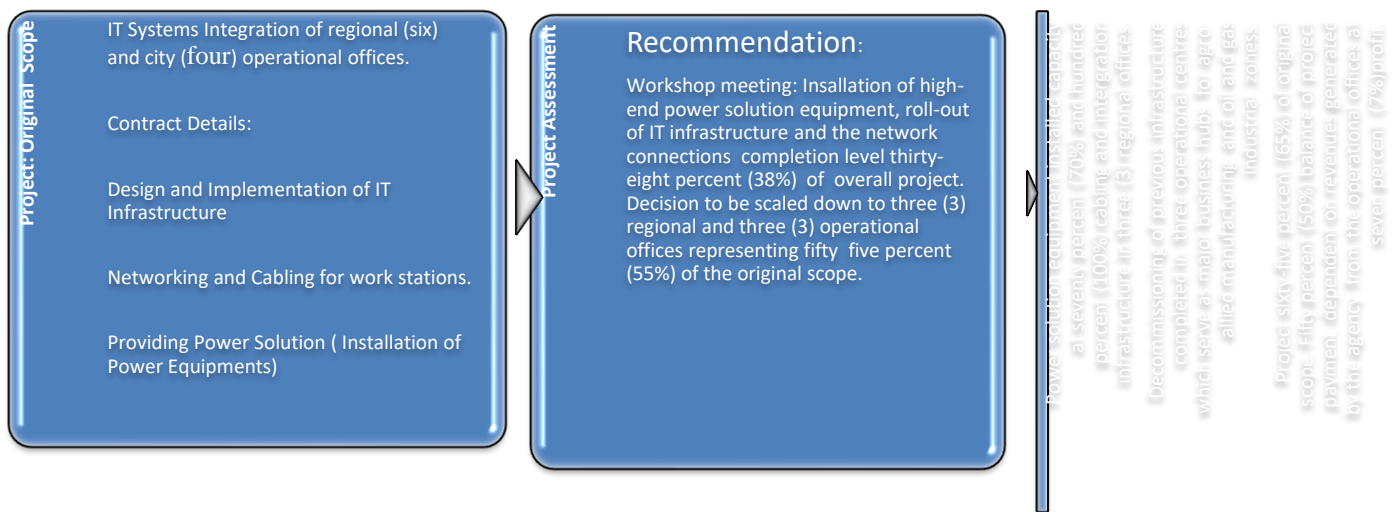 Project: Original Scope
IT Systems Integration of regional (six)
and city (four) operational offices.
Contract Details:
Design and Implementation of IT
Infrastructure
Networking and Cabling for work stations.
Providing Power Solution ( Installation of
Power Equipments)
Project Assessment
Recommendation:
Workshop meeting: Insallation of high-
end power solution equipment, roll-out
of IT infrastructure and the network
connections completion level thirty-
eight percent (38%) of overall project.
Decision to be scaled down to three (3)
regional and three (3) operational
offices representing fifty five percent
(55%) of the original scope.
Power solution equipment installed capacity
at seventy percent (70%) and hundred
percent (100%) cabling and intergration
infrastructure in three (3) regional offices.
Decommissioning of previous infrastructure
completed in three operational centres
which serve as major business hubs for
allied manufacturing and oil and gas
industrial zones.
Project sixty-five percent (65%) of original
scope. Fifty percent (50%) balance of project
payment dependent of revenue generated
by the agency from the operational offices at
seven percent (7%)profit.